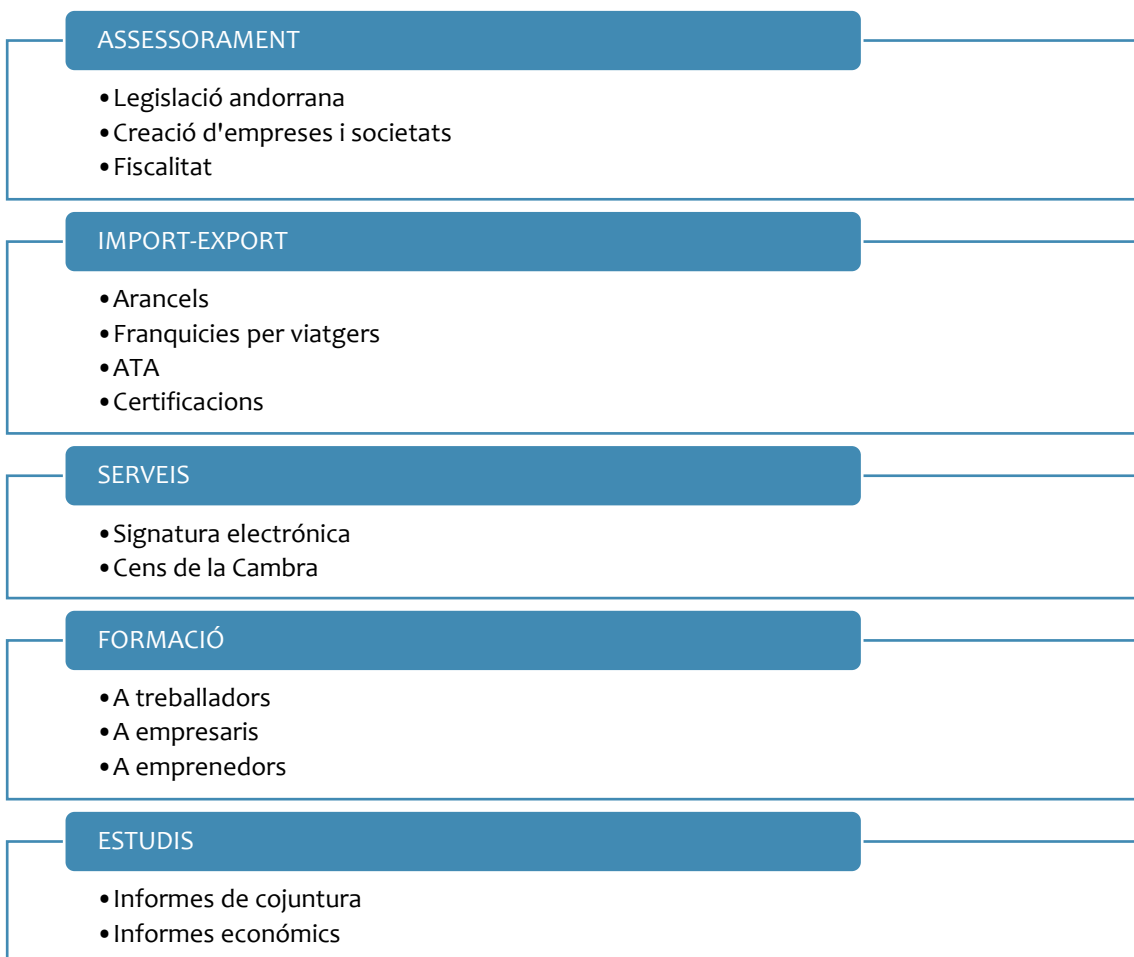 ASSESSORAMENT
•Legislació andorrana
•Creació d'empreses i societats
•Fiscalitat
IMPORT-EXPORT
•Arancels
•Franquicies per viatgers
•ATA
•Certificacions
SERVEIS
•Signatura electrónica
•Cens de la Cambra
FORMACIÓ
•A treballadors
•A empresaris
•A emprenedors
ESTUDIS
•Informes de cojuntura
•Informes económics